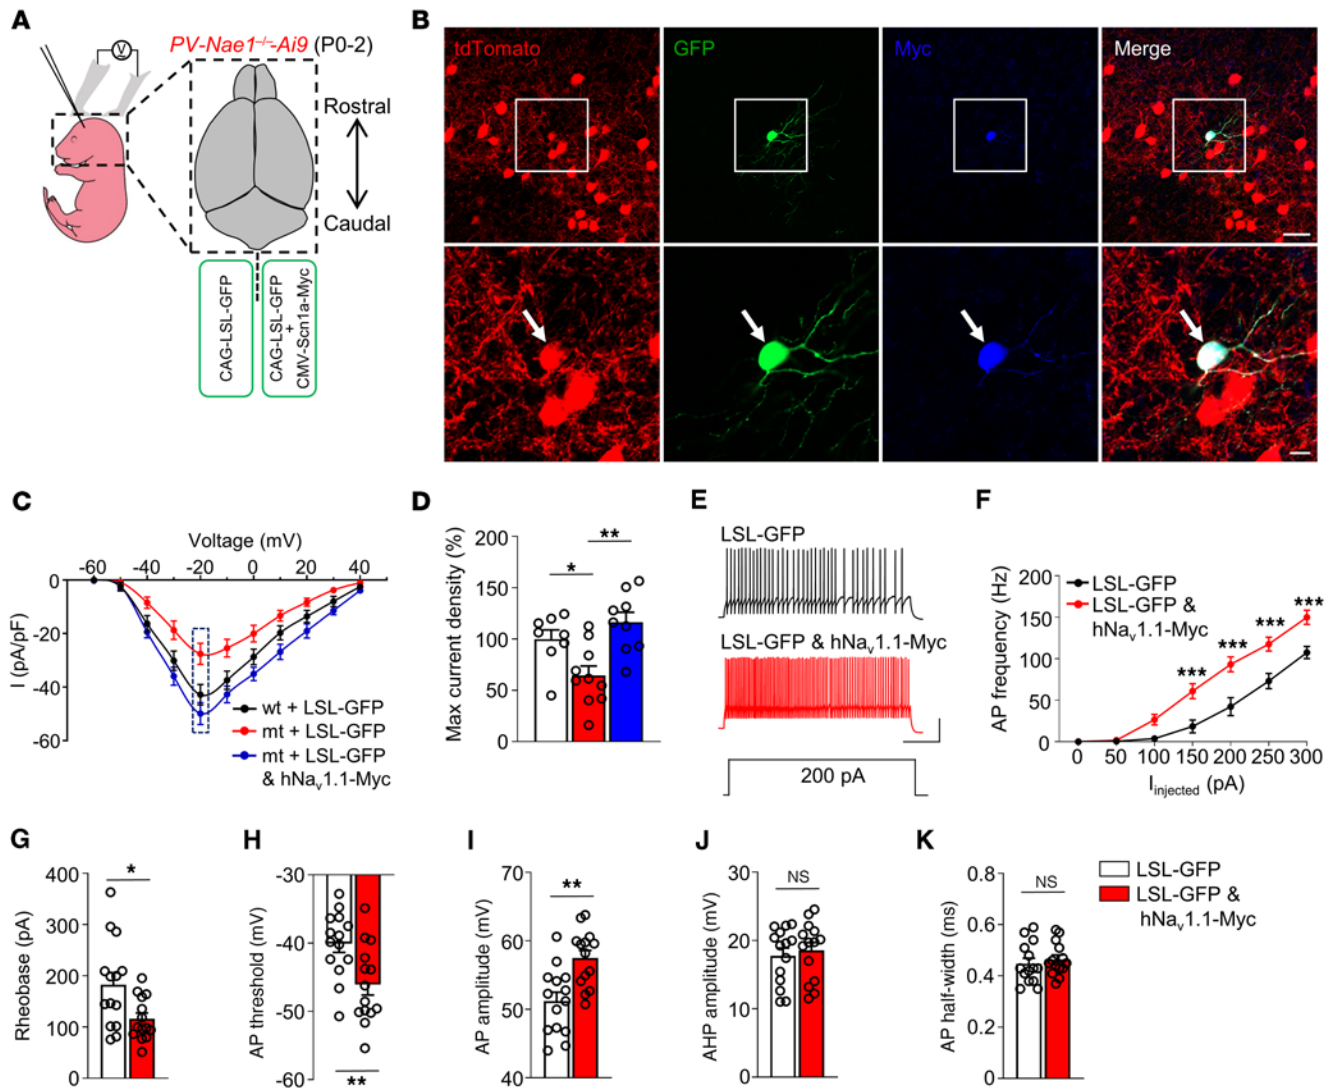 A
V
PV-Nae1–/–-Ai9 (P0-2)
Rostral
Caudal
CAG-LSL-GFP
CAG-LSL-GFP
+
CMV-Scn1a-Myc
B
tdTomato
GFP
Myc
Merge
C
Voltage (mV)
-60 -40 -20 0 20 40
0
-20
-40
-60
I (pA/pF)
wt + LSL-GFP
mt + LSL-GFP
mt + LSL-GFP
& hNav1.1-Myc
D
Max current density (%)
200
150
100
50
0
*
**
E
LSL-GFP
LSL-GFP & hNav1.1-Myc
200 pA
F
AP frequency (Hz)
200
150
100
50
0
LSL-GFP
LSL-GFP &
hNav1.1-Myc
*** *** *** ***
0 50 100 150 200 250 300
Iinjected (pA)
G
Rheobase (pA)
400
300
200
100
0
*
H
AP threshold (mV)
-30
-40
-50
-60
**
I
AP amplitude (mV)
70
60
50
40
**
J
AHP amplitude (mV)
30
20
10
0
NS
K
AP half-width (ms)
0.8
0.6
0.4
0.2
0
NS
LSL-GFP
LSL-GFP &
hNav1.1-Myc